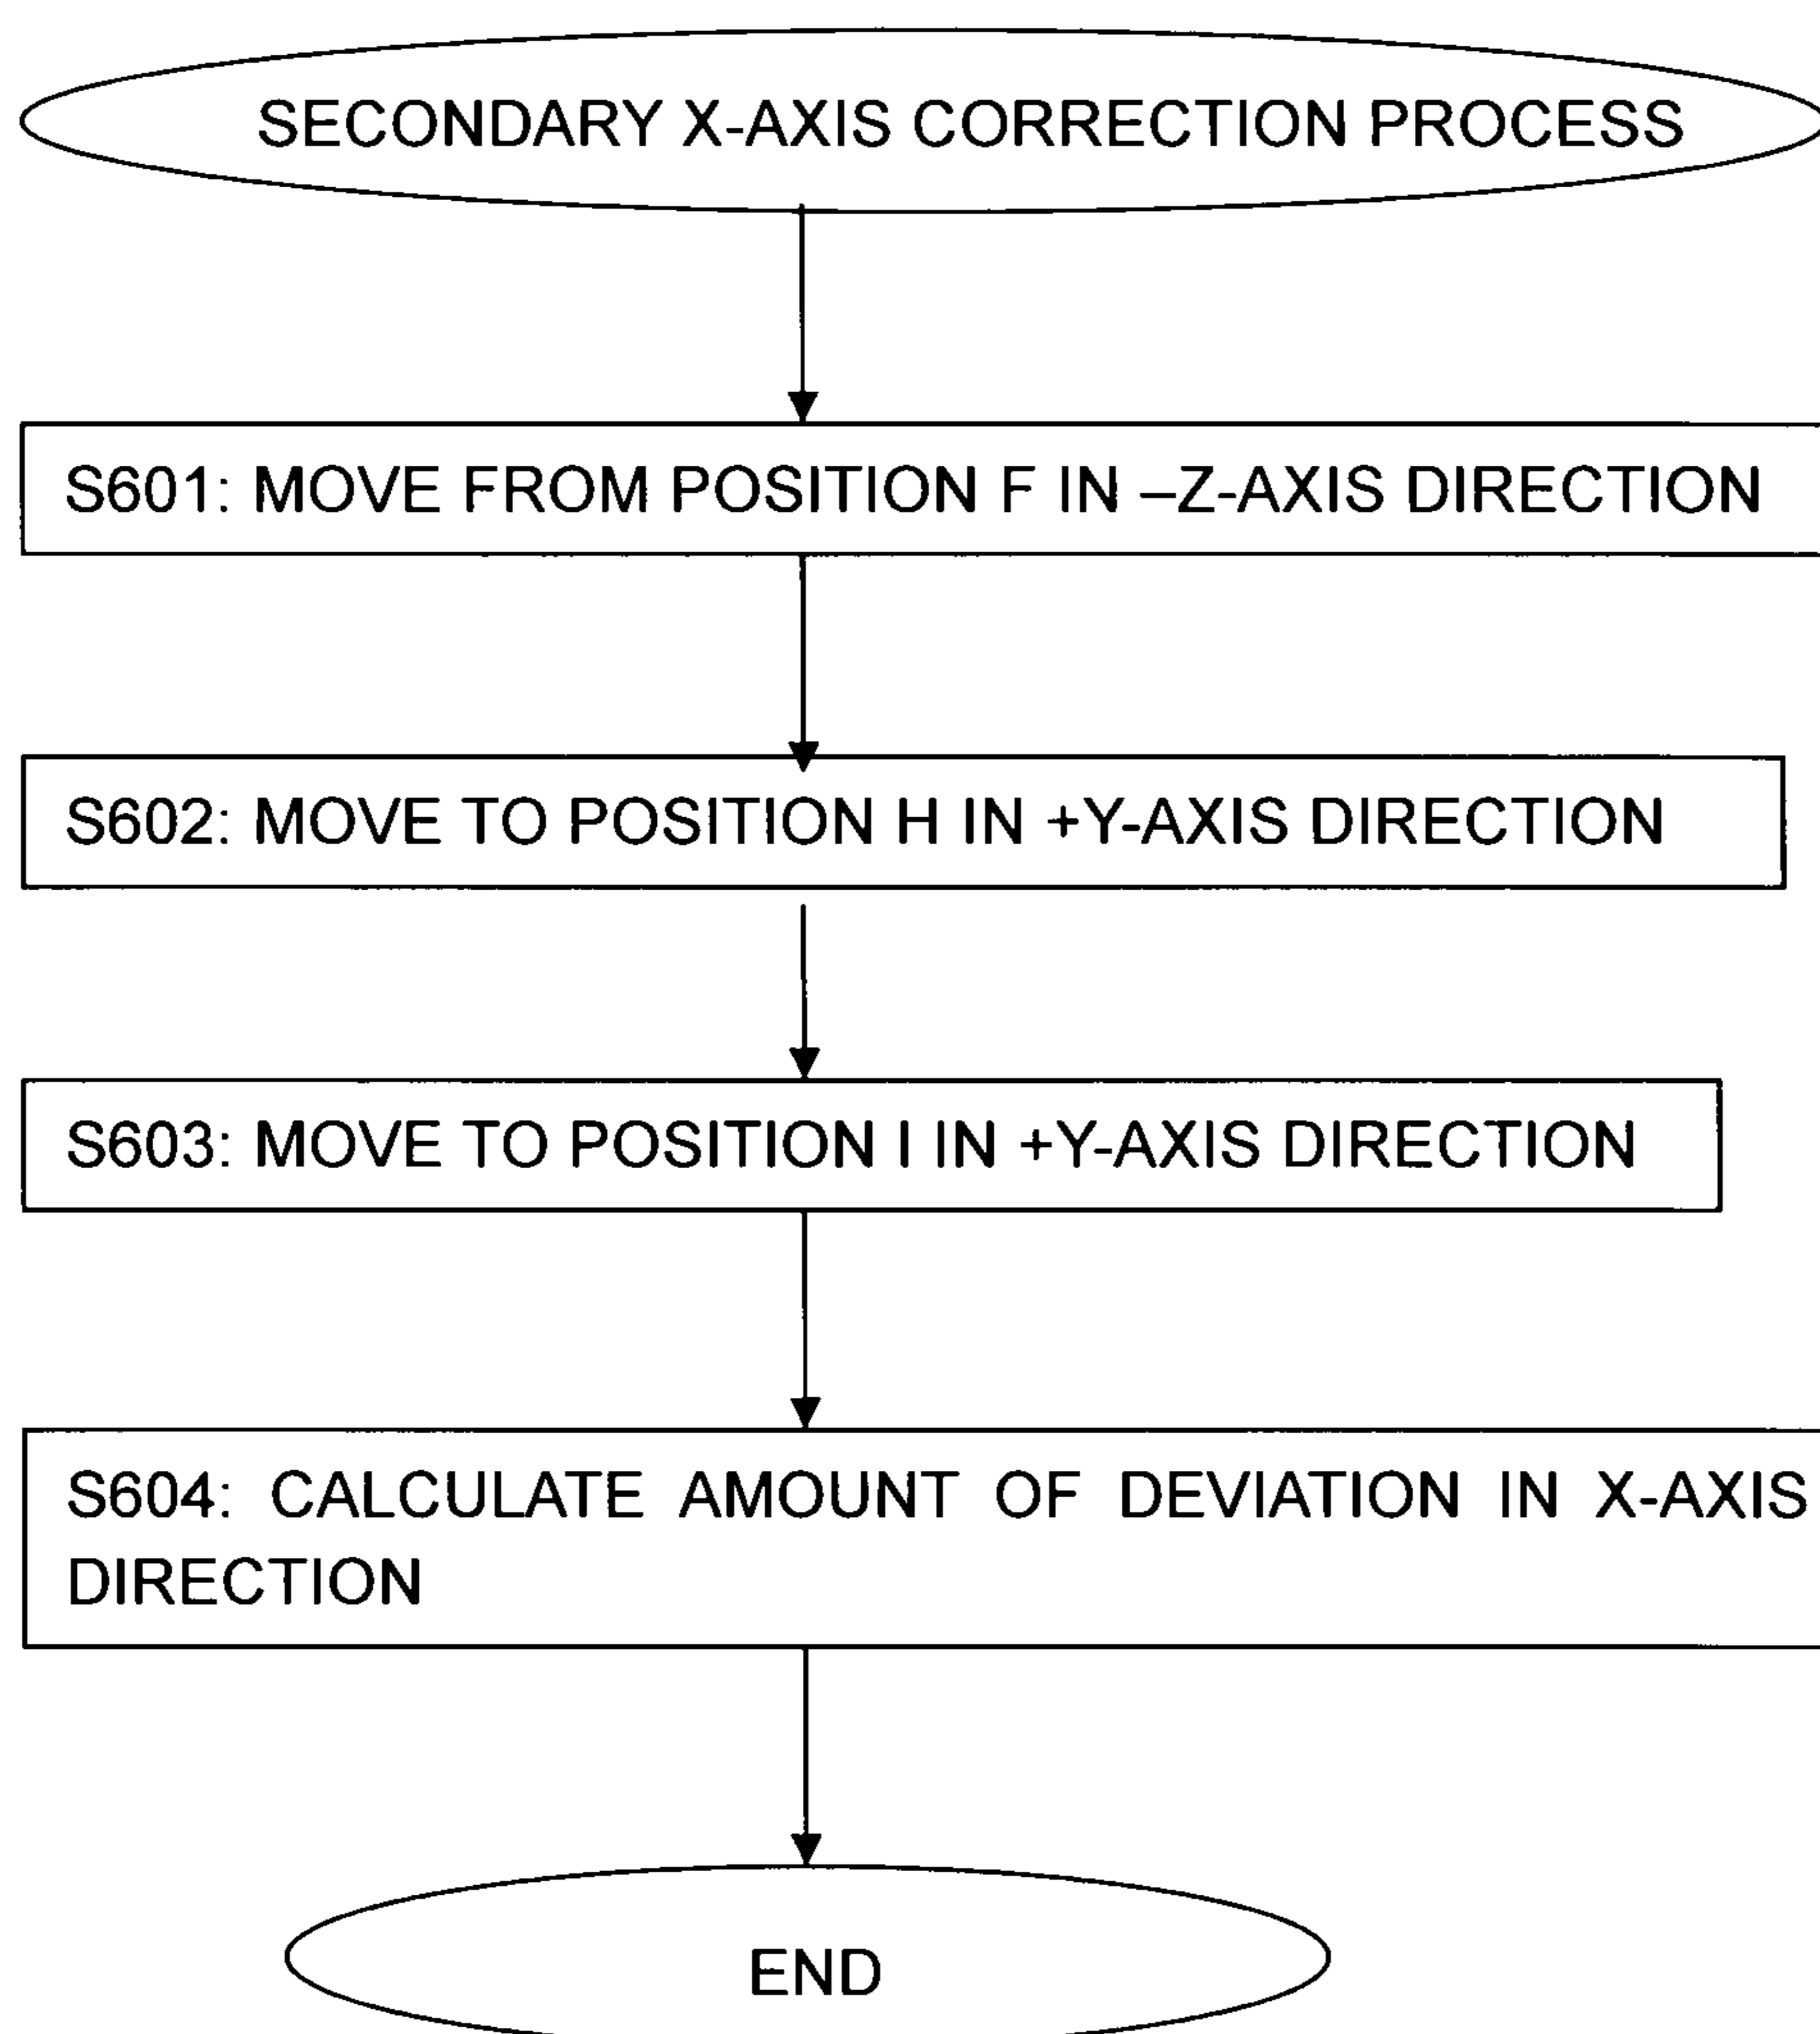 SECONDARY X-AXIS CORRECTION PROCESS
S601: MOVE FROM POSITION F IN –Z-AXIS DIRECTION
S602: MOVE TO POSITION H IN +Y-AXIS DIRECTION
S603: MOVE TO POSITION I IN +Y-AXIS DIRECTION
S604: CALCULATE AMOUNT OF DEVIATION IN X-AXIS
DIRECTION
END